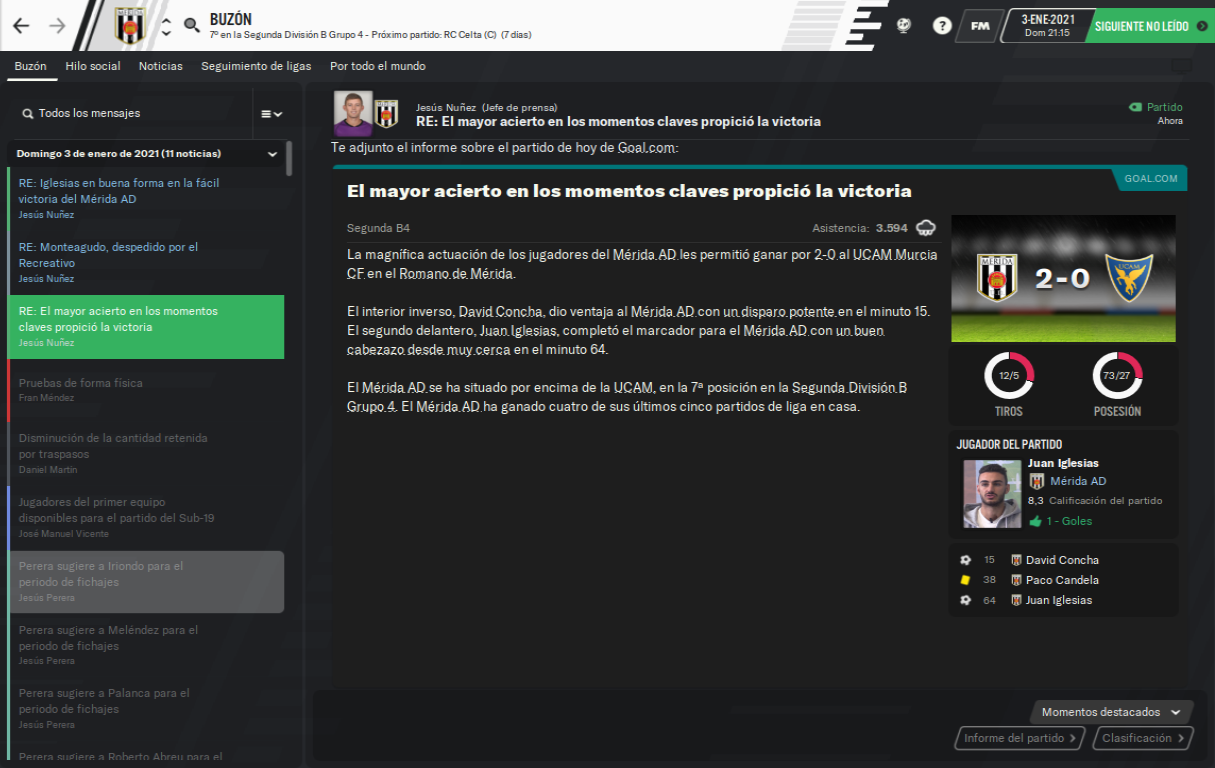 BUZÓN
7º en la Segunda División B Grupo 4 - Próximo partido: RC Celta (C) (7 días)
FM
3-ENE-2021
Dom 21:15
SIGUIENTE NO LEÍDO
Buzón
Hilo social
Noticias
Seguimiento de ligas
Por todo el mundo
Todos los mensajes
Domingo 3 de enero de 2021 (11 noticias)
RE: Iglesias en buena forma en la fácil
victoria del Mérida AD
Jesús Nuñez
RE: Monteagudo, despedido por el
Recreativo
Jesús Nuñez
RE: El mayor acierto en los momentos
claves propició la victoria
Jesús Nuñez
Pruebas de forma física
Fran Méndez
Disminución de la cantidad retenida
por traspasos
Daniel Martín
Jugadores del primer equipo
disponibles para el partido del Sub-19
José Manuel Vicente
Perera sugiere a Iriondo para el
periodo de fichajes
Jesús Perera
Perera sugiere a Meléndez para el
periodo de fichajes
Jesús Perera
Perera sugiere a Palanca para el
periodo de fichajes
Jesús Perera
Perera sugiere a Roberto Abreu para el
Jesús Nuñez (Jefe de prensa)
RE: El mayor acierto en los momentos claves propició la victoria
Partido
Ahora
Te adjunto el informe sobre el partido de hoy de Goal.com:
GOAL.COM
El mayor acierto en los momentos claves propició la victoria
Segunda B4
Asistencia: 3.594
La magnífica actuación de los jugadores del Mérida AD les permitió ganar por 2-0 al UCAM Murcia
CF en el Romano de Mérida.
El interior inverso, David Concha, dio ventaja al Mérida AD con un disparo potente en el minuto 15.
El segundo delantero, Juan Iglesias, completó el marcador para el Mérida AD con un buen
cabezazo desde muy cerca en el minuto 64.
El Mérida AD se ha situado por encima de la UCAM, en la 7ª posición en la Segunda División B
Grupo 4. El Mérida AD ha ganado cuatro de sus últimos cinco partidos de liga en casa.
MERIDA
2-0
UCAM
12/5
73/27
TIROS
POSESIÓN
JUGADOR DEL PARTIDO
Juan Iglesias
Mérida AD
8,3 Calificación del partido
1 - Goles
15 David Concha
38 Paco Candela
64 Juan Iglesias
Momentos destacados
Informe del partido
Clasificación